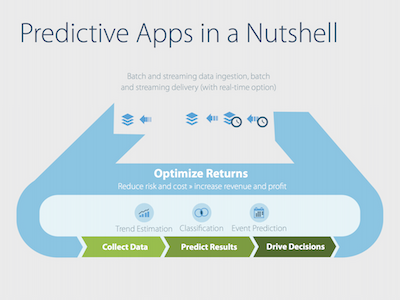 Predictive Apps in a Nutshell
Batch and streaming data ingestion, batch
and streaming delivery (with real-time option)
Optimize Returns
Reduce risk and cost • increase revenue and profit
Trend Estimation Classification Event Prediction
Collect Data Predict Results Drive Decisions